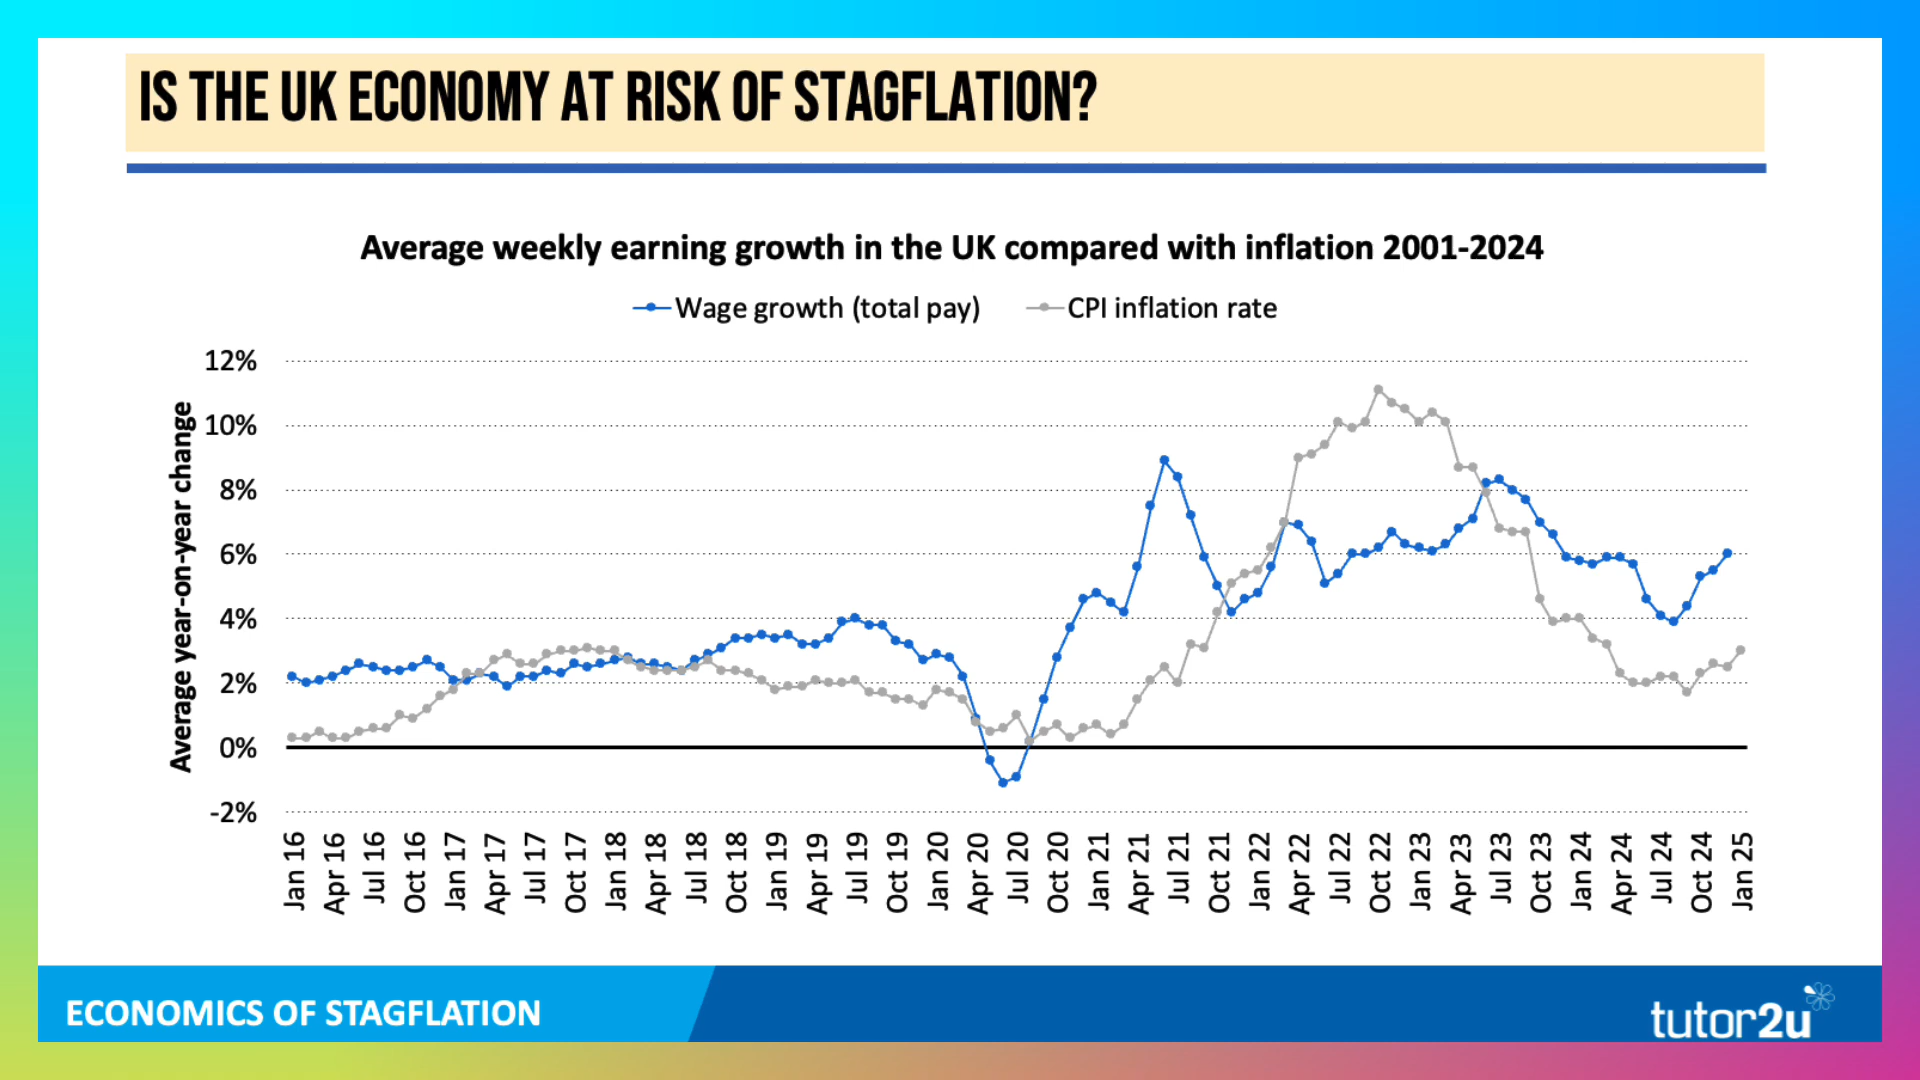 IS THE UK ECONOMY AT RISK OF STAGFLATION?
Average weekly earning growth in the UK compared with inflation 2001-2024
Wage growth (total pay) CPI inflation rate
Average year-on-year change
12%
10%
8%
6%
4%
2%
0%
-2%
Jan 16
Apr 16
Jul 16
Oct 16
Jan 17
Apr 17
Jul 17
Oct 17
Jan 18
Apr 18
Jul 18
Oct 18
Jan 19
Apr 19
Jul 19
Oct 19
Jan 20
Apr 20
Jul 20
Oct 20
Jan 21
Apr 21
Jul 21
Oct 21
Jan 22
Apr 22
Jul 22
Oct 22
Jan 23
Apr 23
Jul 23
Oct 23
Jan 24
Apr 24
Jul 24
Oct 24
Jan 25
ECONOMICS OF STAGFLATION
tutor2u